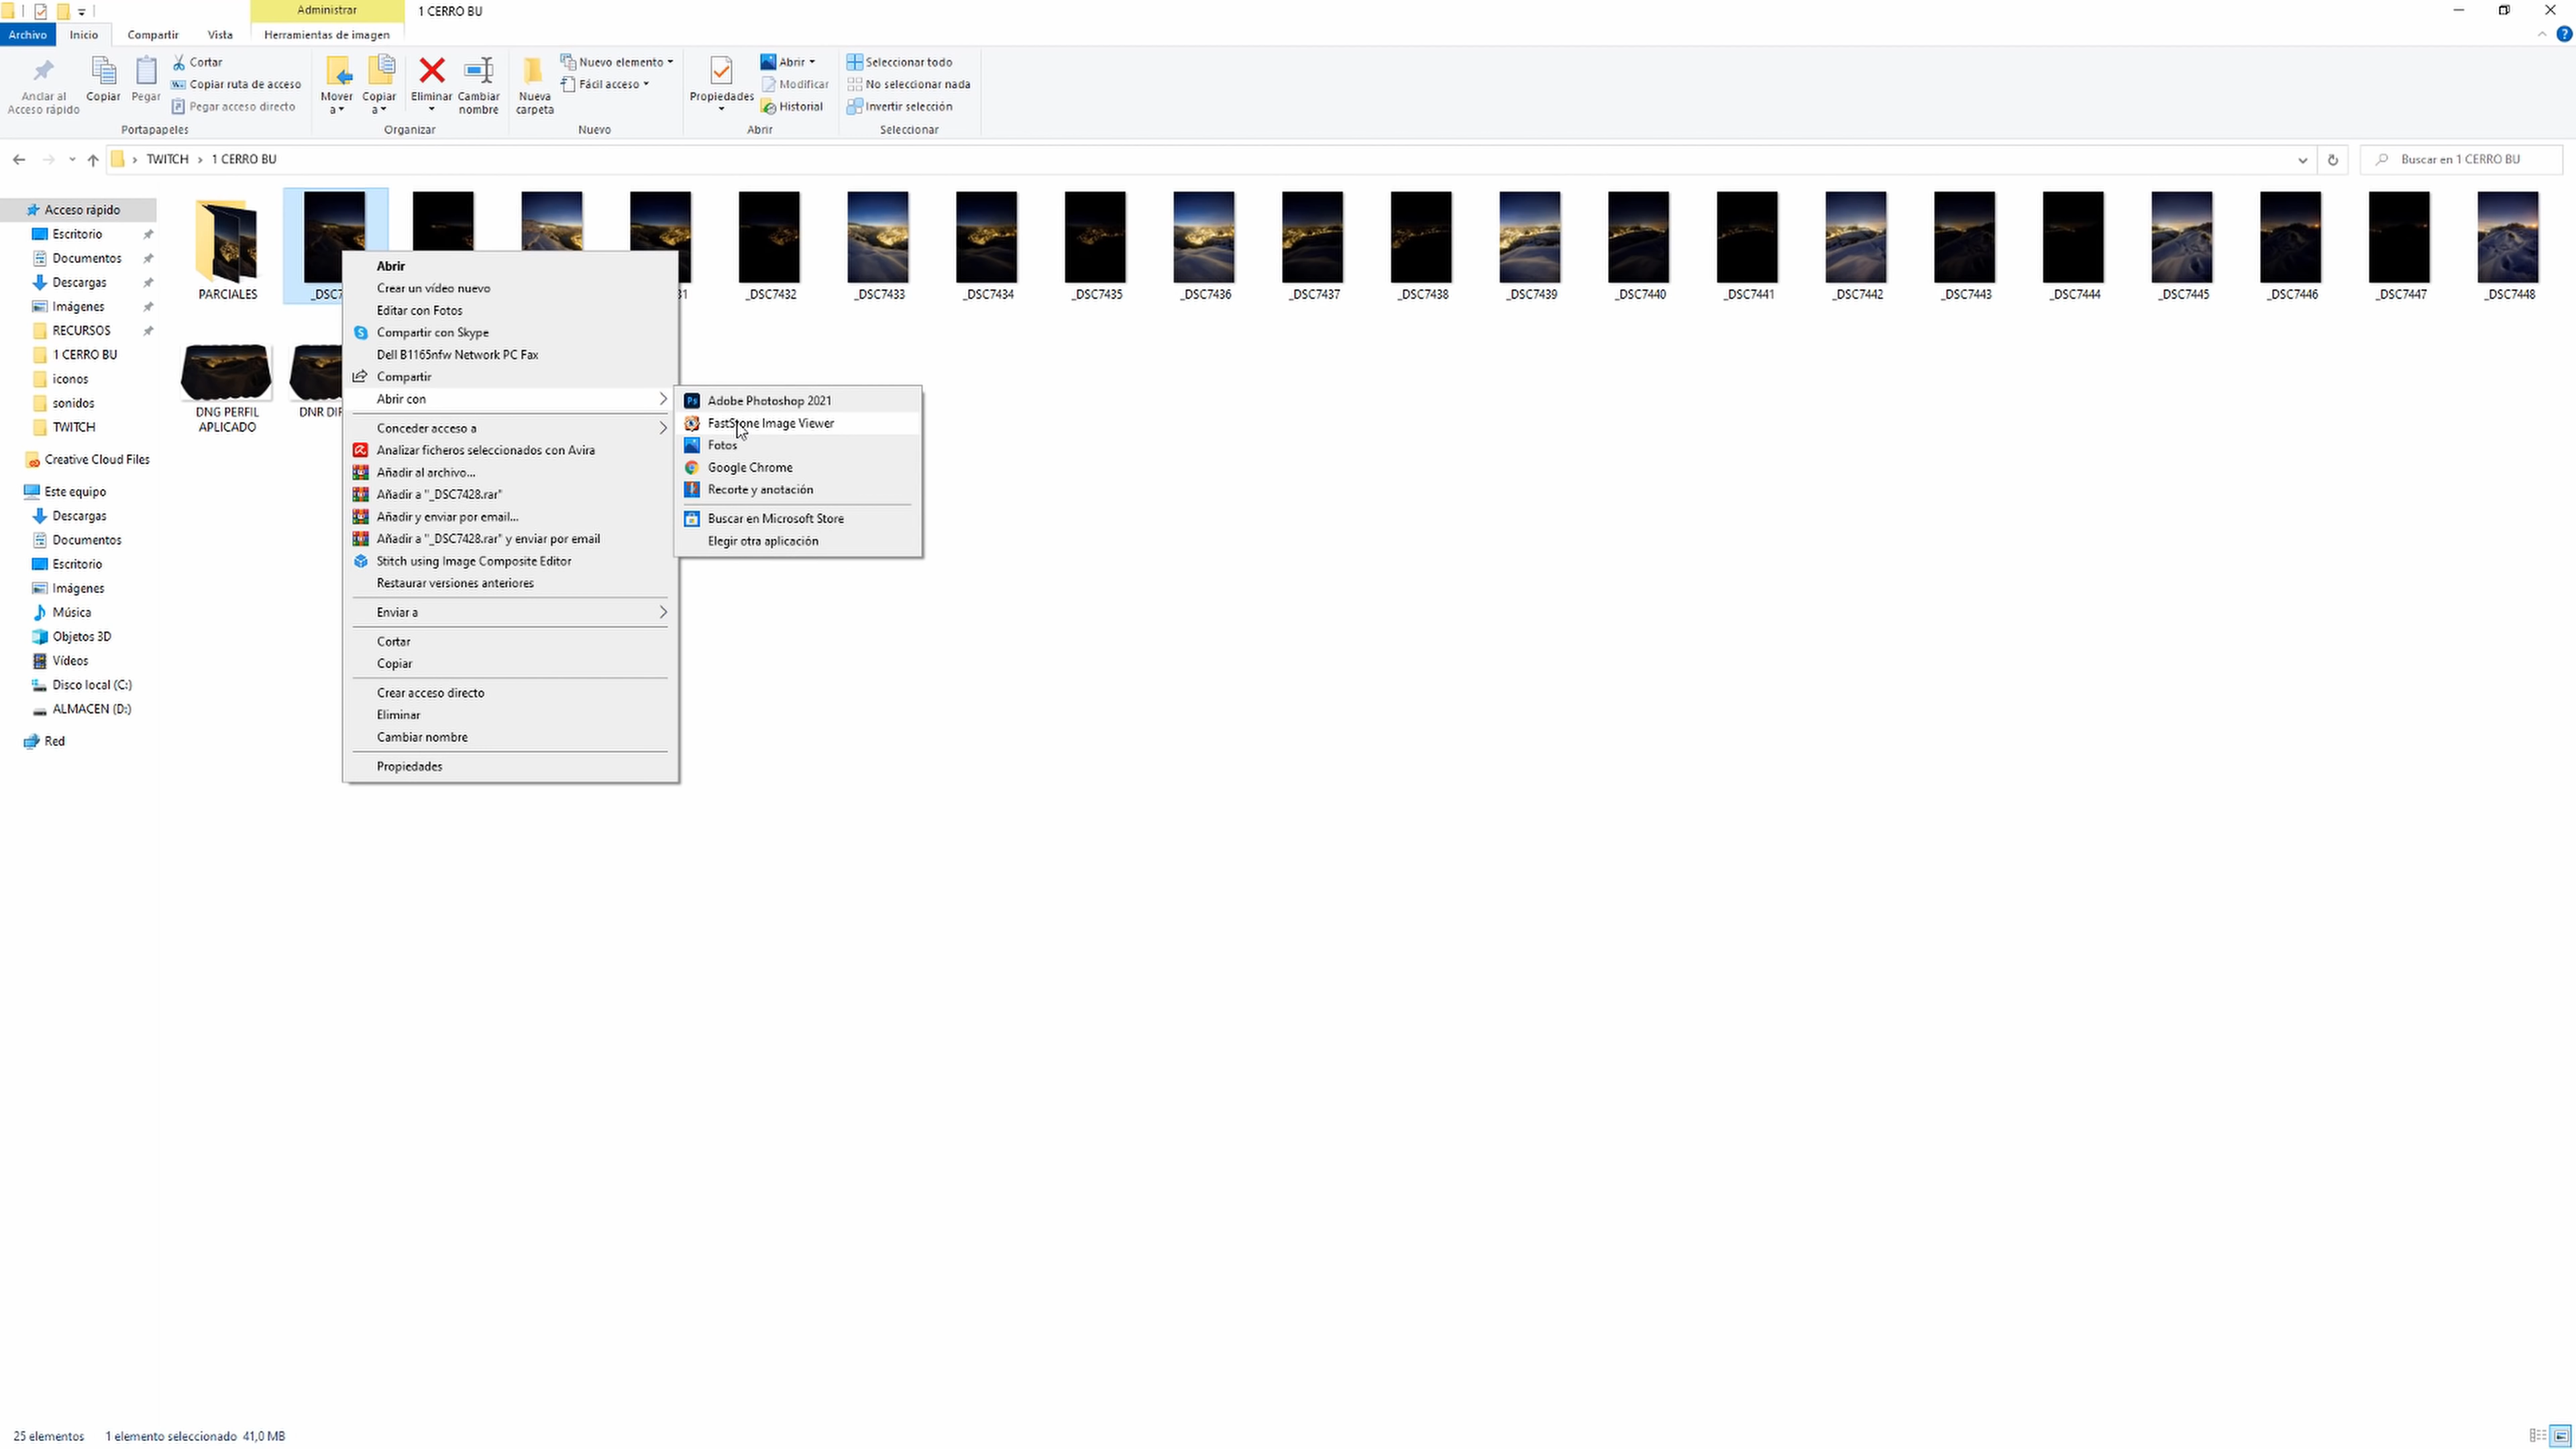 Administrar
1 CERRO BU
Archivo
Inicio
Compartir
Vista
Herramientas de imagen
Anclar al
Acceso rápido
Copiar
Pegar
Cortar
Copiar ruta de acceso
Pegar acceso directo
Portapapeles
Mover
a
Copiar
a
Eliminar
Cambiar
nombre
Organizar
Nueva
carpeta
Nuevo elemento
Fácil acceso
Nuevo
Propiedades
Abrir
Modificar
Historial
Abrir
Seleccionar todo
No seleccionar nada
Invertir selección
Seleccionar
TWITCH > 1 CERRO BU
Buscar en 1 CERRO BU
Acceso rápido
Escritorio
Documentos
Descargas
Imágenes
RECURSOS
1 CERRO BU
iconos
sonidos
TWITCH
Creative Cloud Files
Este equipo
Descargas
Documentos
Escritorio
Imágenes
Música
Objetos 3D
Vídeos
Disco local (C:)
ALMACEN (D:)
Red
PARCIALES
_DSC7
31
_DSC7432
_DSC7433
_DSC7434
_DSC7435
_DSC7436
_DSC7437
_DSC7438
_DSC7439
_DSC7440
_DSC7441
_DSC7442
_DSC7443
_DSC7444
_DSC7445
_DSC7446
_DSC7447
_DSC7448
DNG PERFIL
APLICADO
DNR DIF
Abrir
Crear un vídeo nuevo
Editar con Fotos
Compartir con Skype
Dell B1165nfw Network PC Fax
Compartir
Abrir con
Conceder acceso a
Analizar ficheros seleccionados con Avira
Añadir al archivo...
Añadir a "_DSC7428.rar"
Añadir y enviar por email...
Añadir a "_DSC7428.rar" y enviar por email
Stitch using Image Composite Editor
Restaurar versiones anteriores
Enviar a
Cortar
Copiar
Crear acceso directo
Eliminar
Cambiar nombre
Propiedades
Adobe Photoshop 2021
FastStone Image Viewer
Fotos
Google Chrome
Recorte y anotación
Buscar en Microsoft Store
Elegir otra aplicación
25 elementos
1 elemento seleccionado 41,0 MB